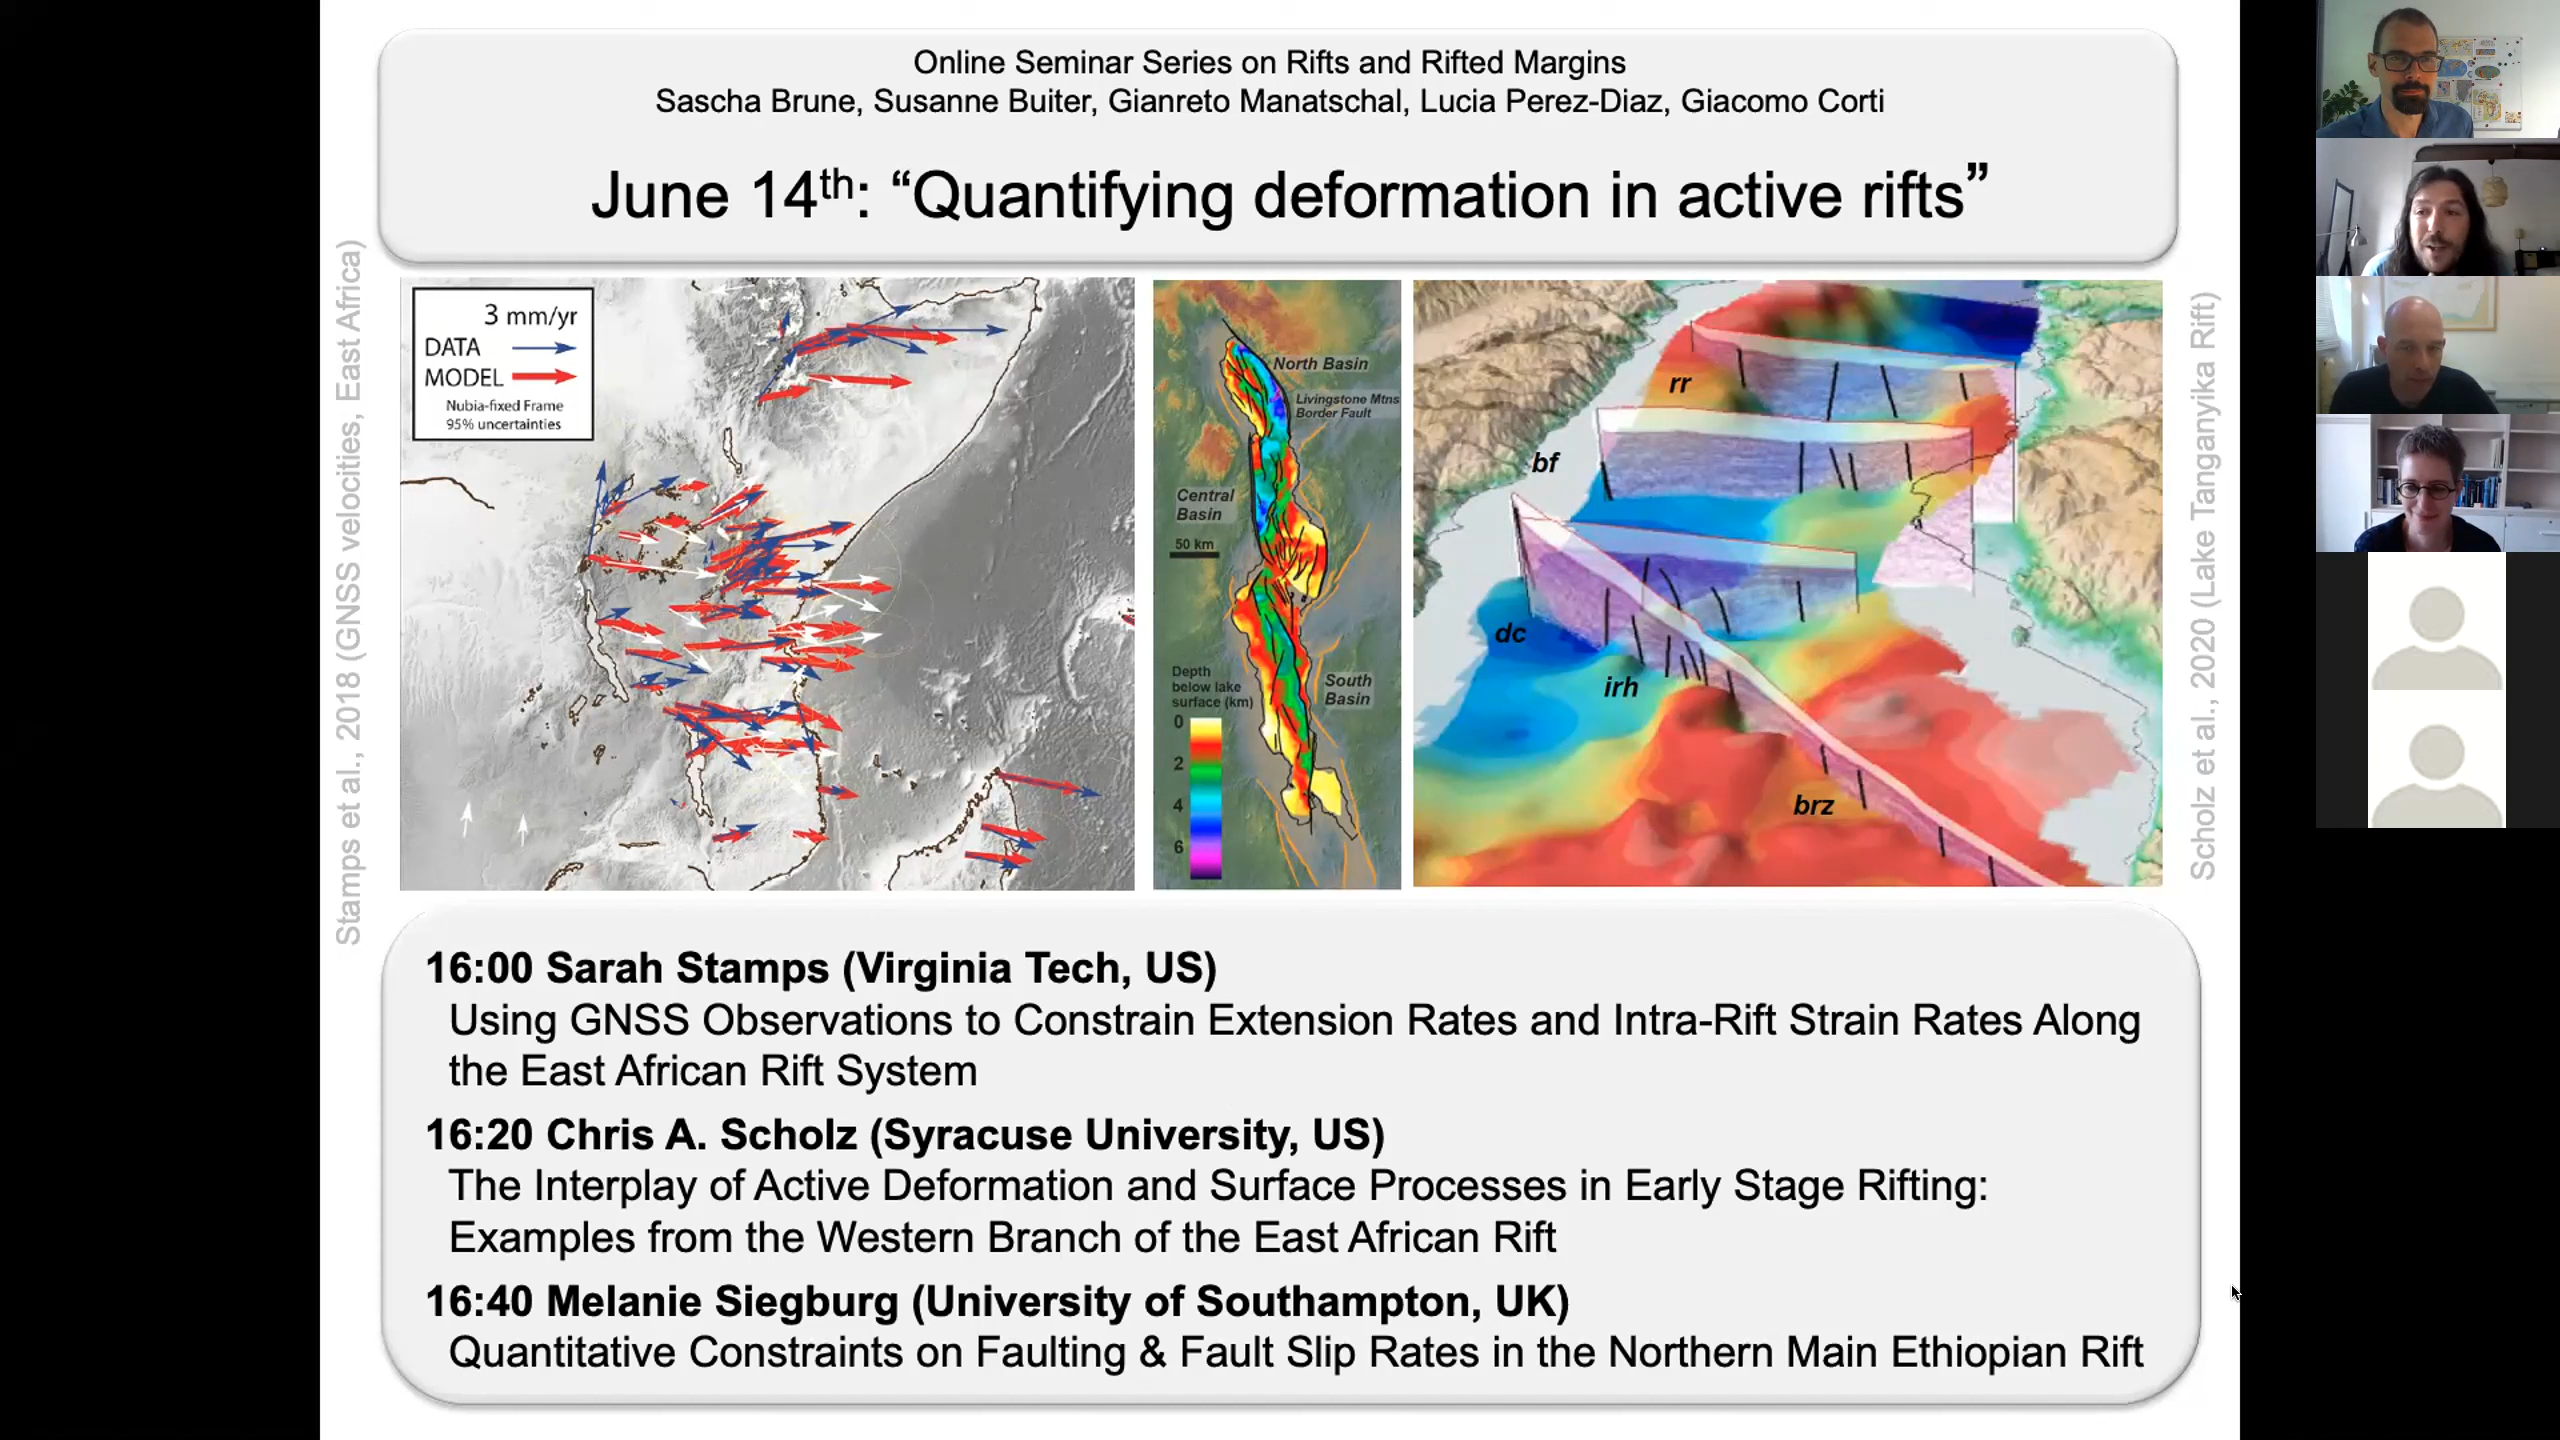 Online Seminar Series on Rifts and Rifted Margins
Sascha Brune, Susanne Buiter, Gianreto Manatschal, Lucia Perez-Diaz, Giacomo Corti
June 14th: “Quantifying deformation in active rifts”
Stamps et al., 2018 (GNSS velocities, East Africa)
3 mm/yr
DATA
MODEL
Nubia-fixed Frame
95% uncertainties
North Basin
Livingstone Mtns
Border Fault
Central
Basin
50 km
Depth
below lake
surface (km)
0
2
4
6
South
Basin
rr
bf
dc
irh
brz
Scholz et al., 2020 (Lake Tanganyika Rift)
16:00 Sarah Stamps (Virginia Tech, US)
Using GNSS Observations to Constrain Extension Rates and Intra-Rift Strain Rates Along
the East African Rift System
16:20 Chris A. Scholz (Syracuse University, US)
The Interplay of Active Deformation and Surface Processes in Early Stage Rifting:
Examples from the Western Branch of the East African Rift
16:40 Melanie Siegburg (University of Southampton, UK)
Quantitative Constraints on Faulting & Fault Slip Rates in the Northern Main Ethiopian Rift